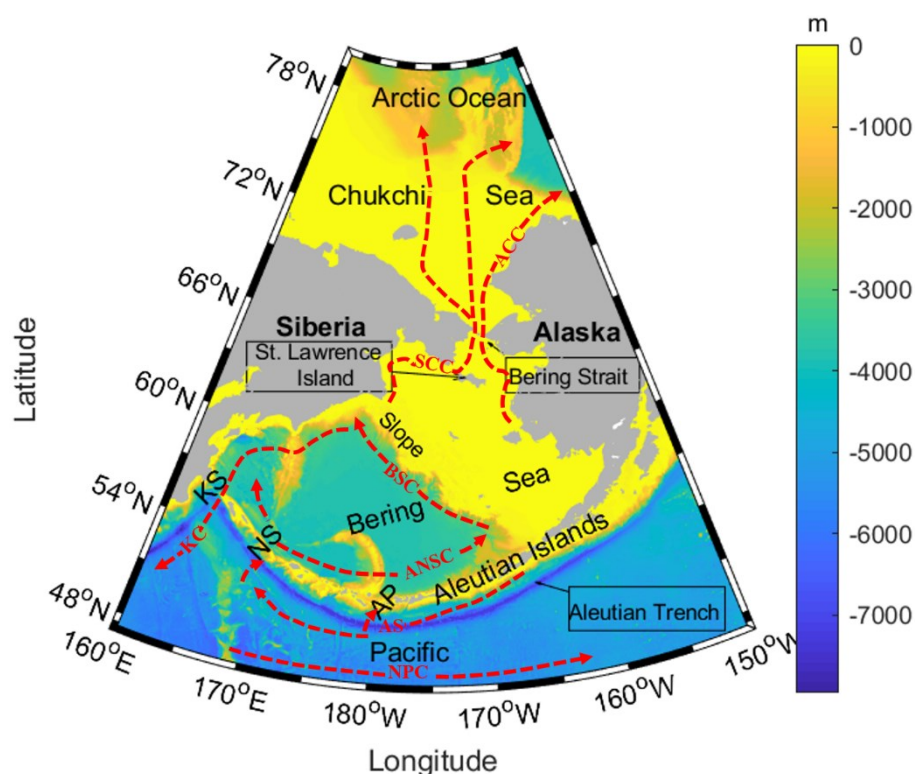 m
0
-1000
-2000
-3000
-4000
-5000
-6000
-7000
78°N
72°N
66°N
60°N
54°N
48°N
Latitude
Arctic Ocean
Chukchi Sea
ACC
Siberia
Alaska
St. Lawrence
Island
SCC
Bering Strait
Slope
BSC
Sea
KS
KC
Bering
NS
ANSC
Aleutian Islands
AP
AS
Aleutian Trench
Pacific
NPC
160°E
170°E
180°W
170°W
160°W
150°W
Longitude